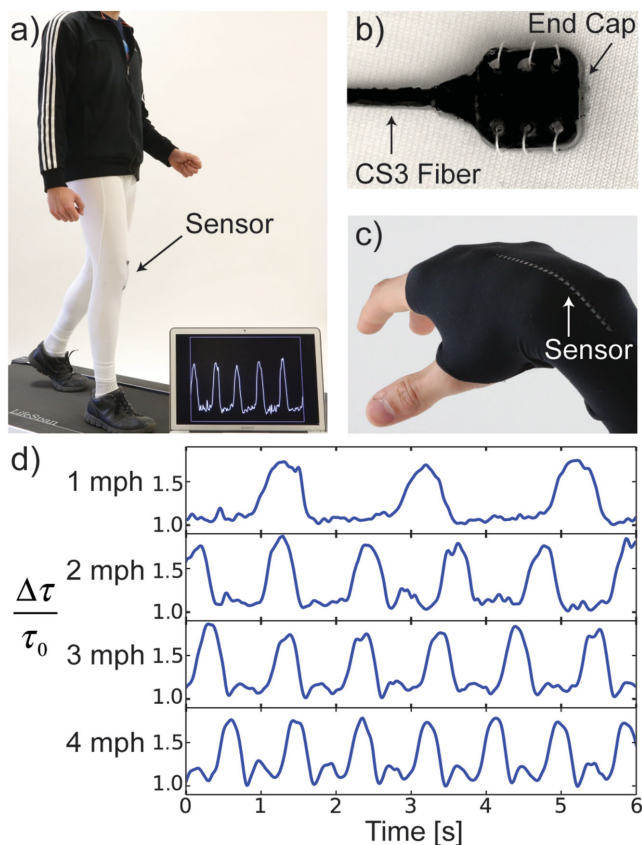 a)
Sensor
LifeSpan
b)
End Cap
CS3 Fiber
c)
Sensor
d)
1 mph
1.5
1.0
2 mph
1.5
1.0
Δτ
τ0
3 mph
1.5
1.0
4 mph
1.5
1.0
0 1 2 3 4 5 6
Time [s]